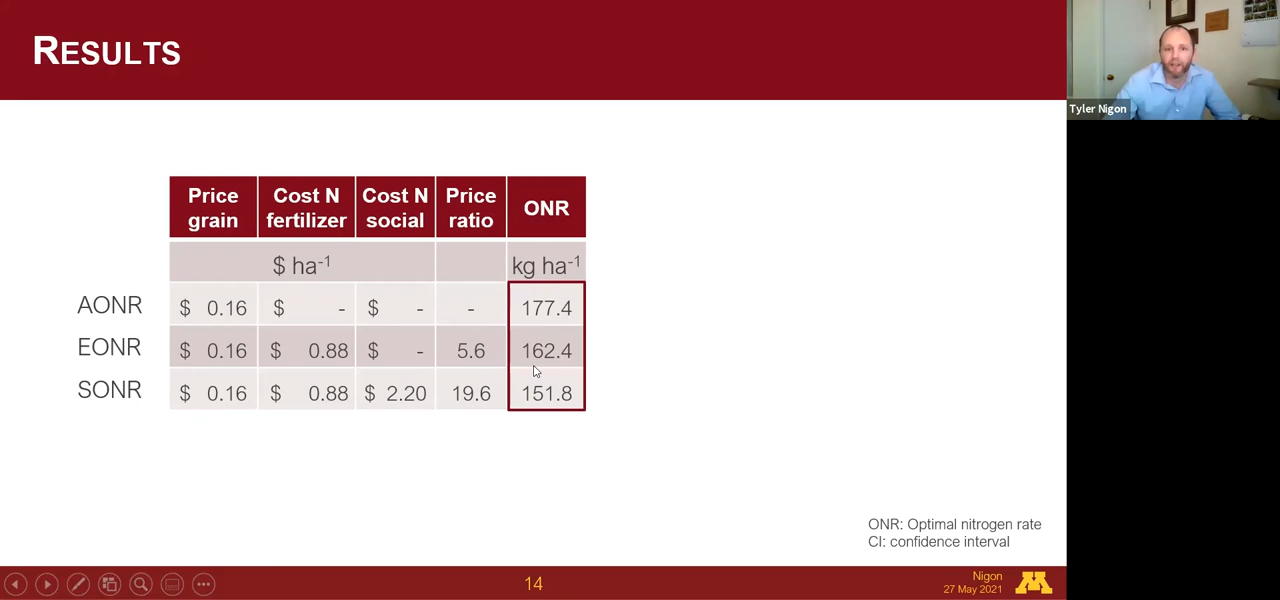 RESULTS
Tyler Nigon
Price grain Cost N fertilizer Cost N social Price ratio ONR
$ ha-1 kg ha-1
AONR $ 0.16 $ - $ - - 177.4
EONR $ 0.16 $ 0.88 $ - 5.6 162.4
SONR $ 0.16 $ 0.88 $ 2.20 19.6 151.8
ONR: Optimal nitrogen rate
CI: confidence interval
14
Nigon
27 May 2021
M